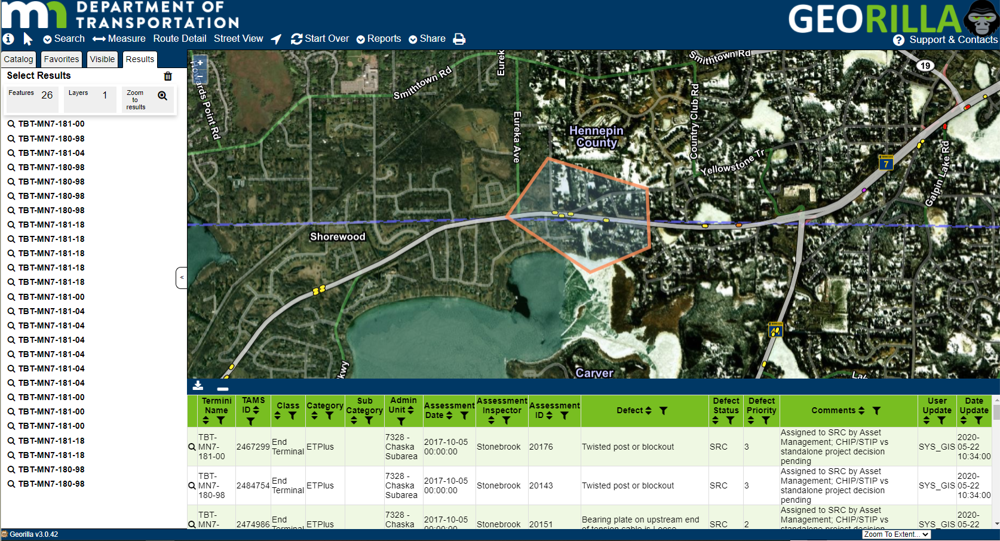 DEPARTMENT OF
TRANSPORTATION
GEORILLA
Search Measure Route Detail Street View Start Over Reports Share
? Support & Contacts
Catalog Favorites Visible Results
Select Results
Features 26 Layers 1 Zoom
to
results
TBT-MN7-181-00
TBT-MN7-180-98
TBT-MN7-181-04
TBT-MN7-180-98
TBT-MN7-180-98
TBT-MN7-180-98
TBT-MN7-180-98
TBT-MN7-181-18
TBT-MN7-181-18
TBT-MN7-181-18
TBT-MN7-181-18
TBT-MN7-181-18
TBT-MN7-181-00
TBT-MN7-181-04
TBT-MN7-181-04
TBT-MN7-181-04
TBT-MN7-181-04
TBT-MN7-181-04
TBT-MN7-181-04
TBT-MN7-181-00
TBT-MN7-181-00
TBT-MN7-181-00
TBT-MN7-181-18
TBT-MN7-181-18
TBT-MN7-180-98
TBT-MN7-180-98
<
+
Smithtown Rd
Smithtown Rd
Eureka Ave
Country Club Rd
Yellowstone Tr
Galpin Lake Rd
Point Rd
Hennepin
County
Shorewood
Carver
19
7
Termini
Name
TAMS
ID
Class
Category
Sub
Category
Admin
Unit
Assessment
Date
Assessment
Inspector
Assessment
ID
Defect
Defect
Status
Defect
Priority
Comments
User
Update
Date
Update
TBT-
MN7-
181-00
2467299
End
Terminal
ETPlus
7328 -
Chaska
Subarea
2017-10-05
00:00:00
Stonebrook
20176
Twisted post or blockout
SRC
3
Assigned to SRC by Asset
Management; CHIP/STIP vs
standalone project decision
pending
SYS_GIS
2020-
05-22
10:34:00
TBT-
MN7-
180-98
2484754
End
Terminal
ETPlus
7328 -
Chaska
Subarea
2017-10-05
00:00:00
Stonebrook
20143
Twisted post or blockout
SRC
3
Assigned to SRC by Asset
Management; CHIP/STIP vs
standalone project decision
pending
SYS_GIS
2020-
05-22
10:34:00
TBT-
MN7-
2474986
End
Terminal
ETPlus
7328 -
Chaska
2017-10-05
00:00:00
Stonebrook
20151
Bearing plate on upstream end
of tension cable is Loose
SRC
2
Assigned to SRC by Asset
Management; CHIP/STIP vs
standalone project decision
SYS_GIS
2020-
05-22
Georilla v3.0.42
Zoom To Extent...